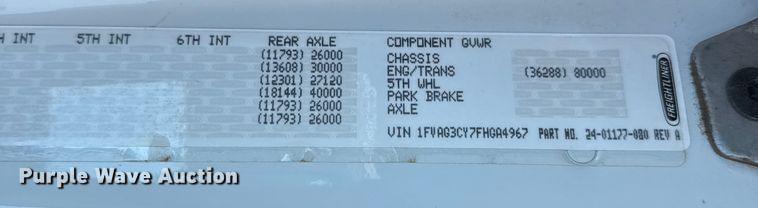 H INT 5TH INT 6TH INT REAR AXLE COMPONENT GVWR
(11793) 26000 CHASSIS
(13608) 30000 ENG/TRANS (36288) 80000
(12301) 27120 5TH WHL
(18144) 40000 PARK BRAKE
(11793) 26000 AXLE
(11793) 26000
VIN 1FVAG3CY7FHGA4967 PART NO. 24-01177-080 REV A
FREIGHTLINER
Purple Wave Auction